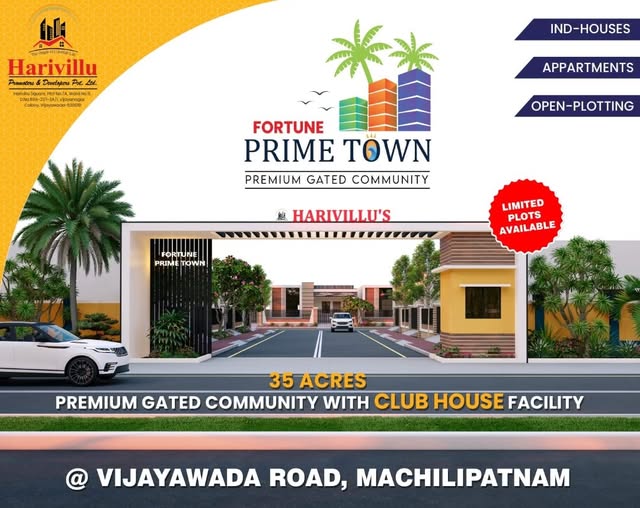 Harivillu
Promoters & Developers Pvt. Ltd.
IND-HOUSES
APPARTMENTS
OPEN-PLOTTING
FORTUNE
PRIME TOWN
PREMIUM GATED COMMUNITY
HARIVILLU'S
LIMITED
PLOTS
AVAILABLE
FORTUNE
PRIME TOWN
35 ACRES
PREMIUM GATED COMMUNITY WITH CLUB HOUSE FACILITY
@ VIJAYAWADA ROAD, MACHILIPATNAM